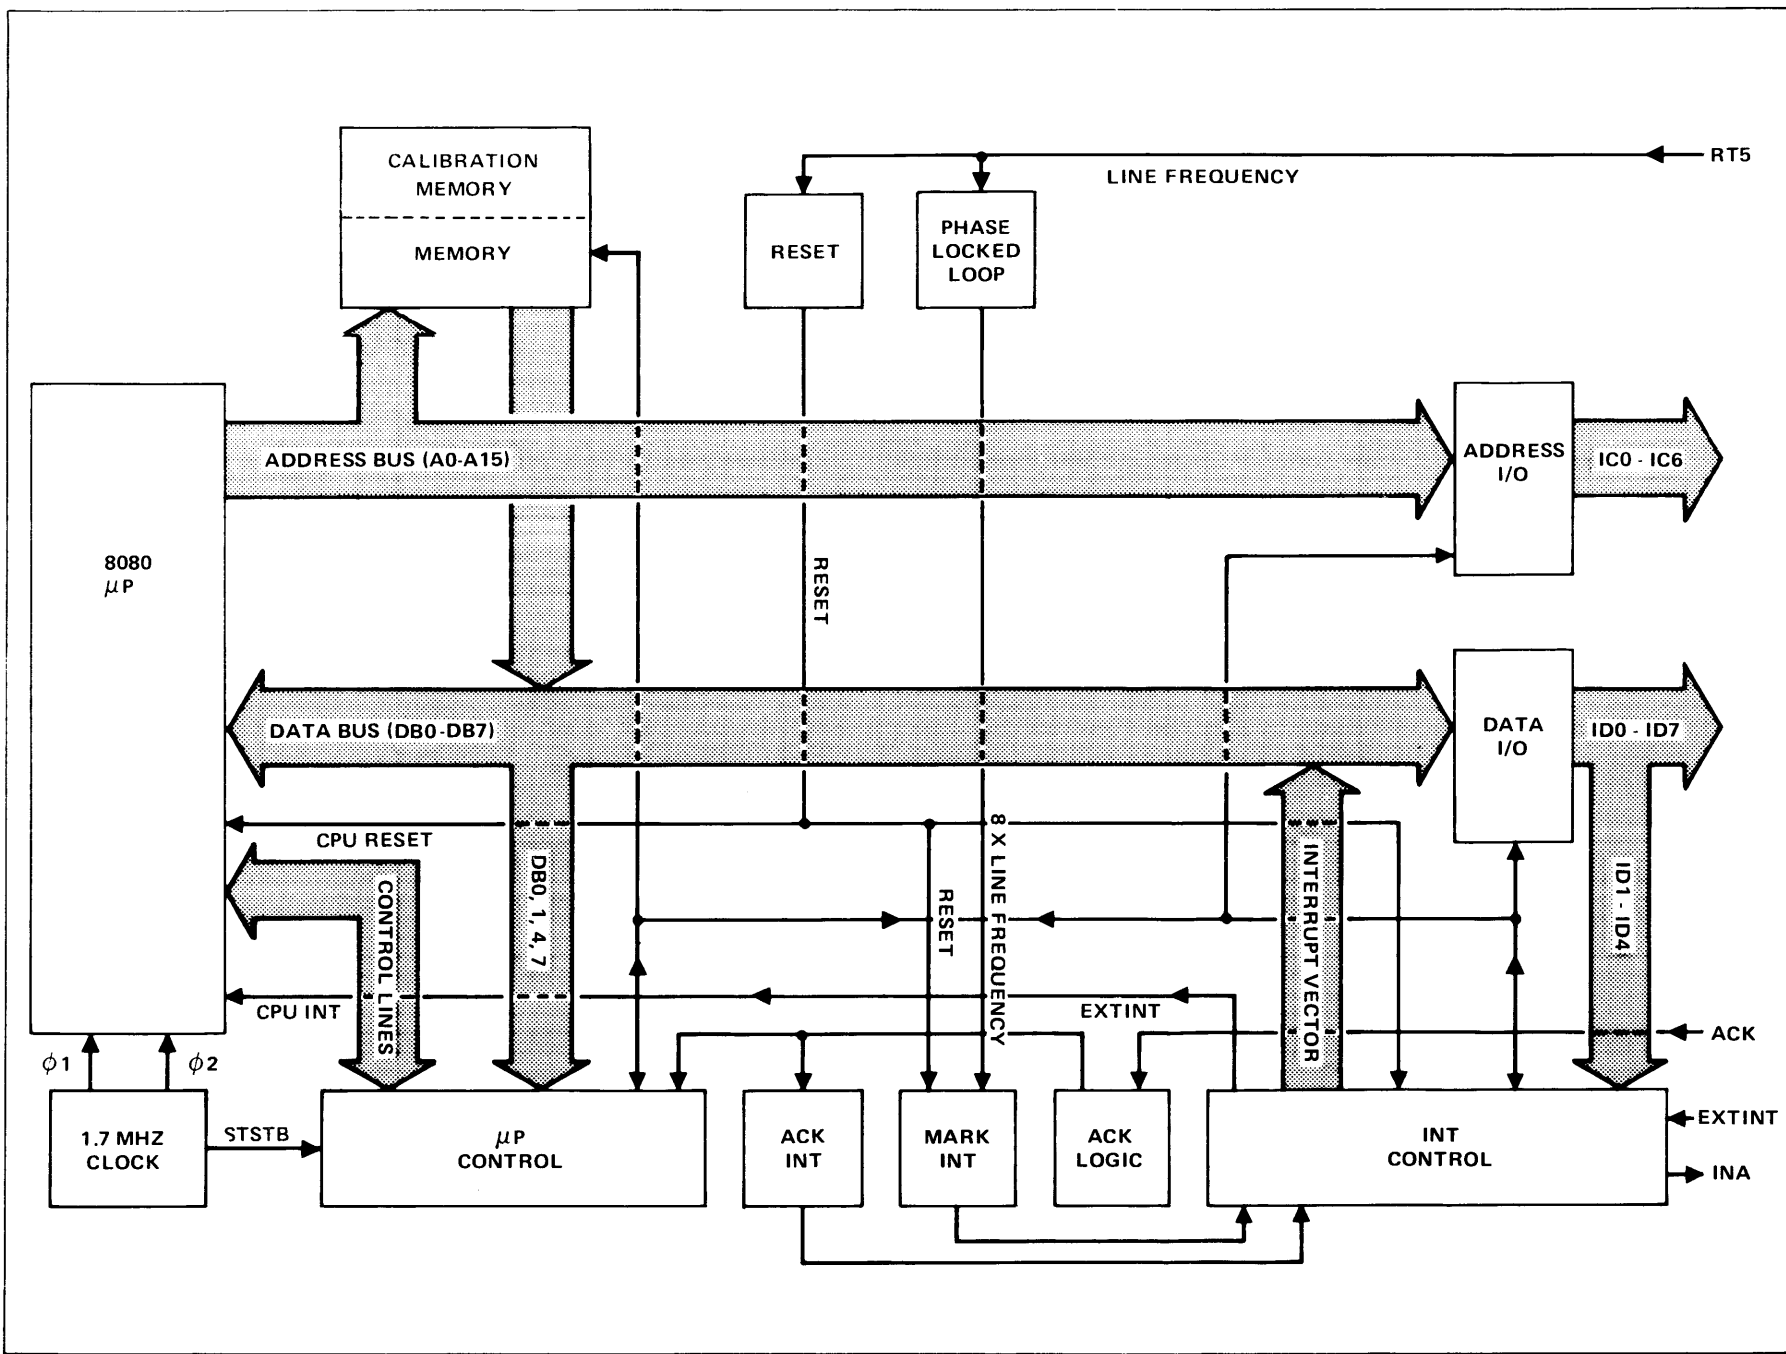 CALIBRATION
MEMORY
MEMORY
RT5
LINE FREQUENCY
RESET
PHASE
LOCKED
LOOP
ADDRESS BUS (A0-A15)
ADDRESS
I/O
IC0 - IC6
8080
μP
RESET
DATA BUS (DB0-DB7)
DATA
I/O
ID0 - ID7
CPU RESET
CONTROL LINES
DB0, 1, 4, 7
RESET
8 X LINE FREQUENCY
INTERRUPT VECTOR
ID1 - ID4
CPU INT
EXTINT
ACK
ϕ1
ϕ2
1.7 MHZ
CLOCK
STSTB
μP
CONTROL
ACK
INT
MARK
INT
ACK
LOGIC
INT
CONTROL
EXTINT
INA